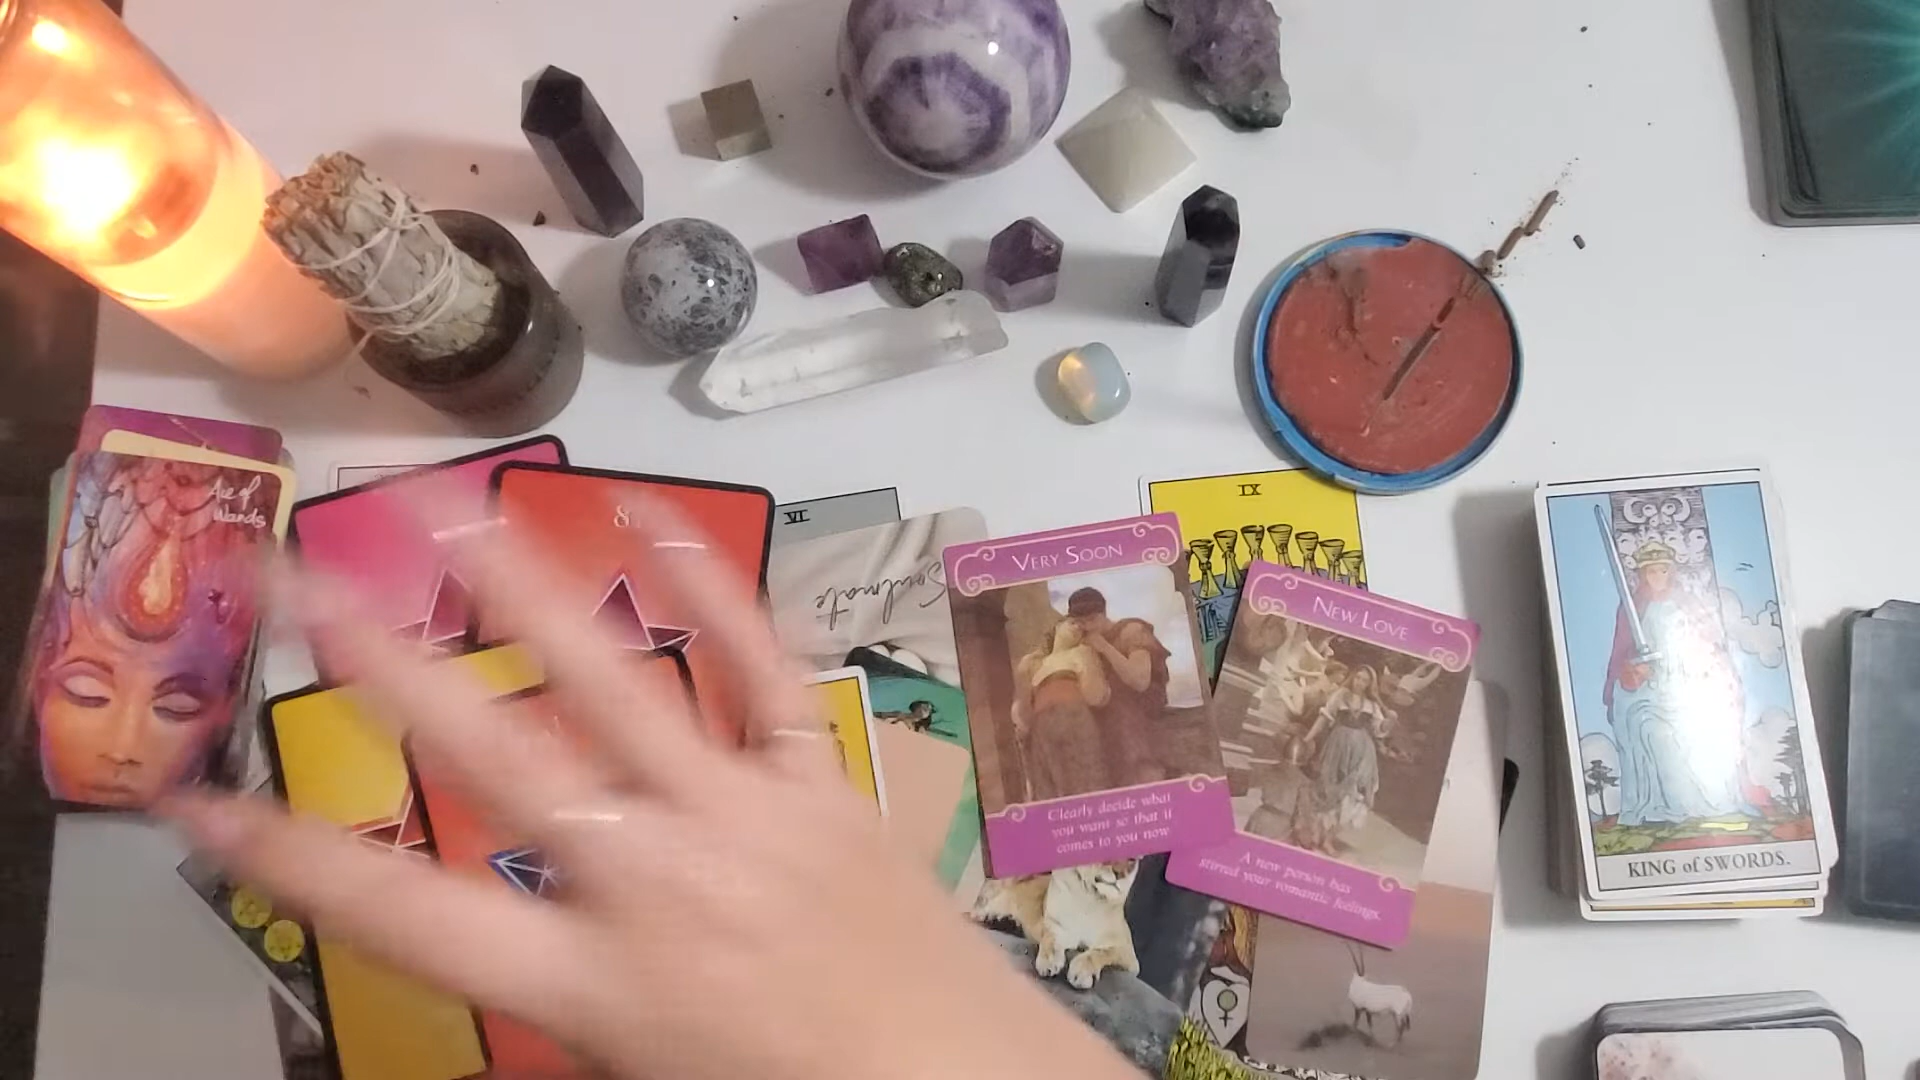 Ace of
Wands
8
VI
Soulmate
VERY SOON
Clearly decide what
you want so that it
comes to you now
IX
NEW LOVE
A new person has
stirred your romantic feelings.
KING of SWORDS.